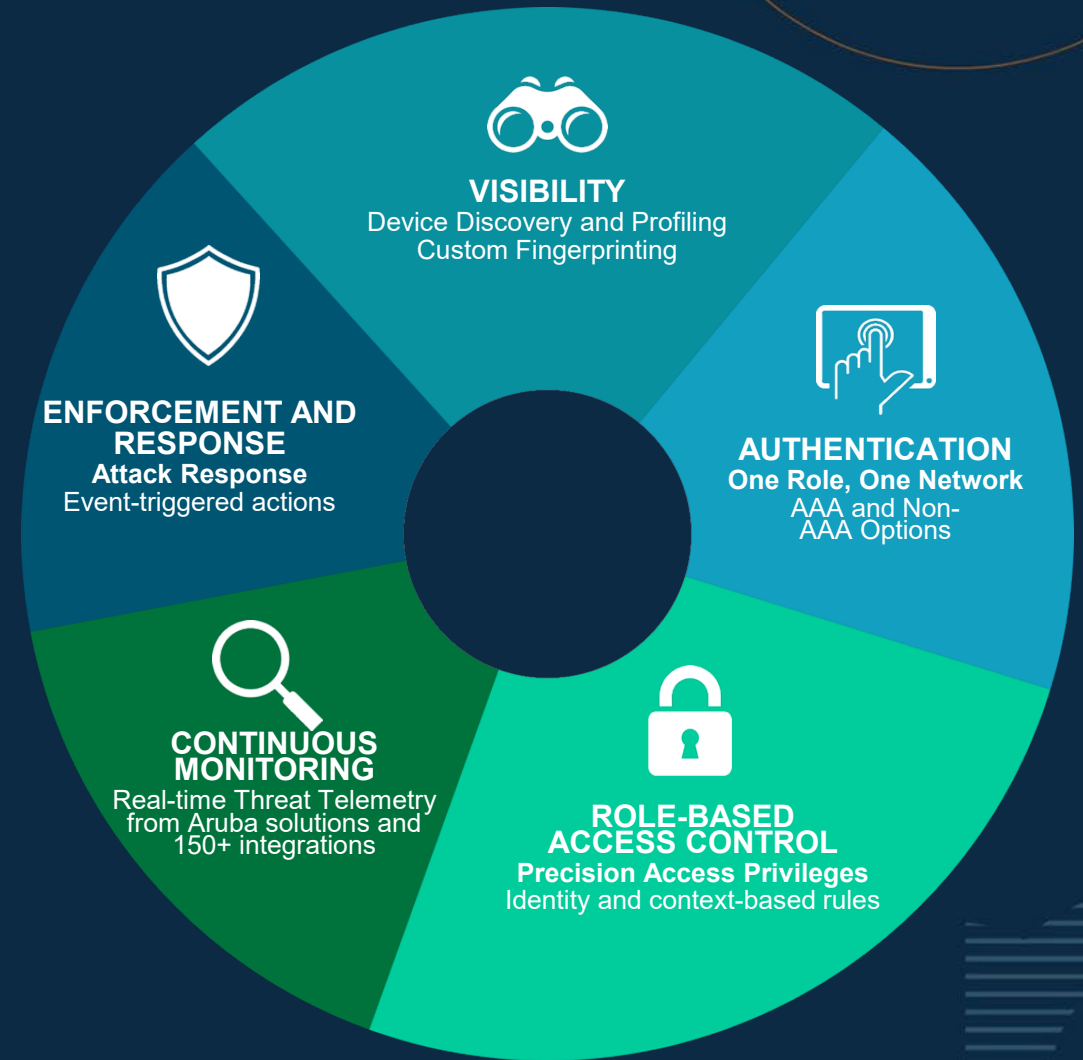 VISIBILITY
Device Discovery and Profiling
Custom Fingerprinting
AUTHENTICATION
One Role, One Network
AAA and Non-
AAA Options
ROLE-BASED
ACCESS CONTROL
Precision Access Privileges
Identity and context-based rules
CONTINUOUS
MONITORING
Real-time Threat Telemetry
from Aruba solutions and
150+ integrations
ENFORCEMENT AND
RESPONSE
Attack Response
Event-triggered actions